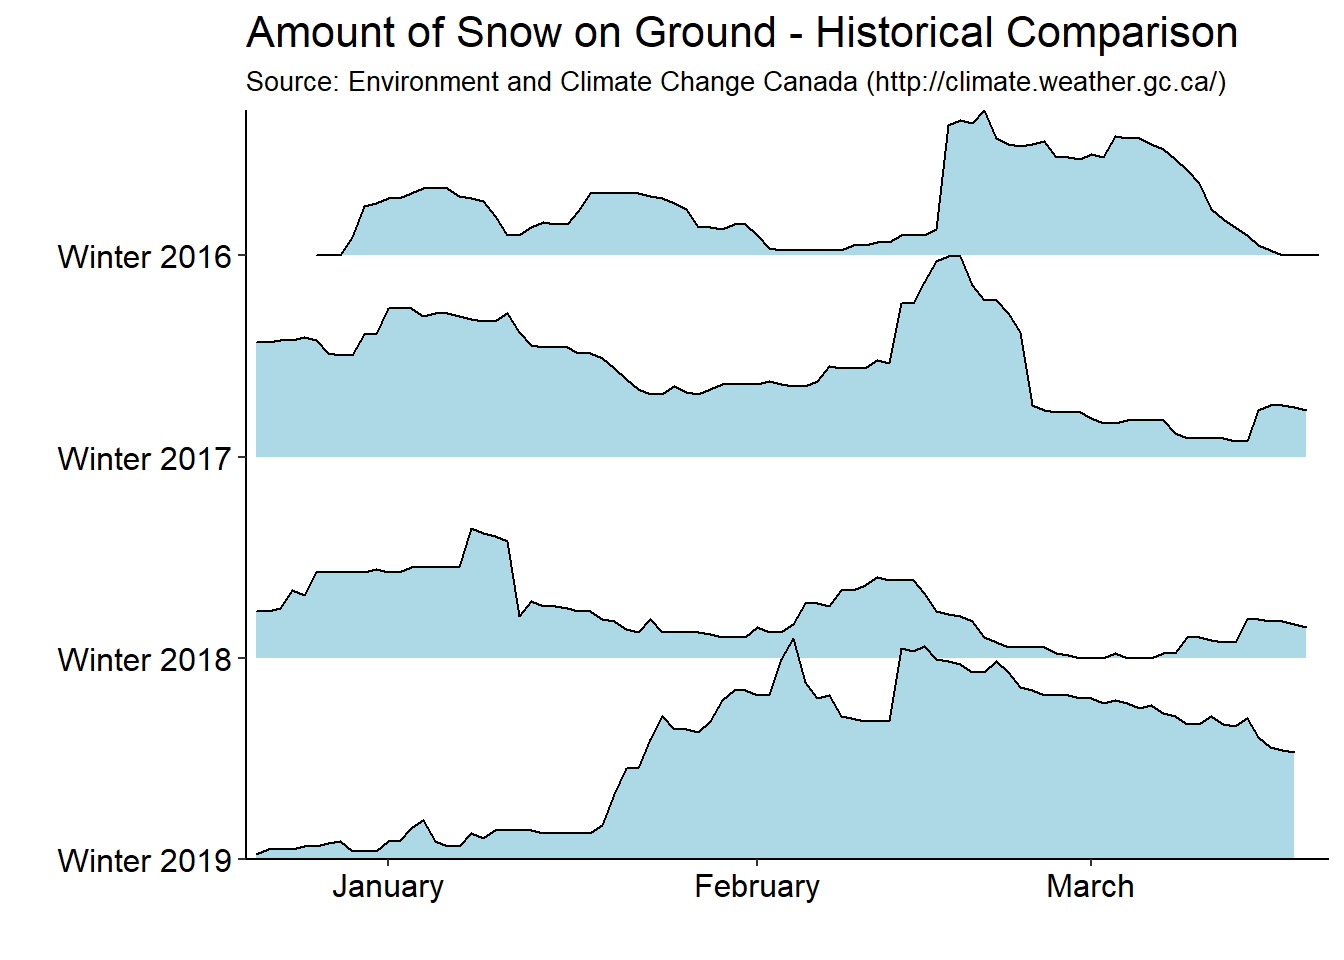 Amount of Snow on Ground - Historical Comparison
Source: Environment and Climate Change Canada (http://climate.weather.gc.ca/)
Winter 2016
Winter 2017
Winter 2018
Winter 2019
January
February
March